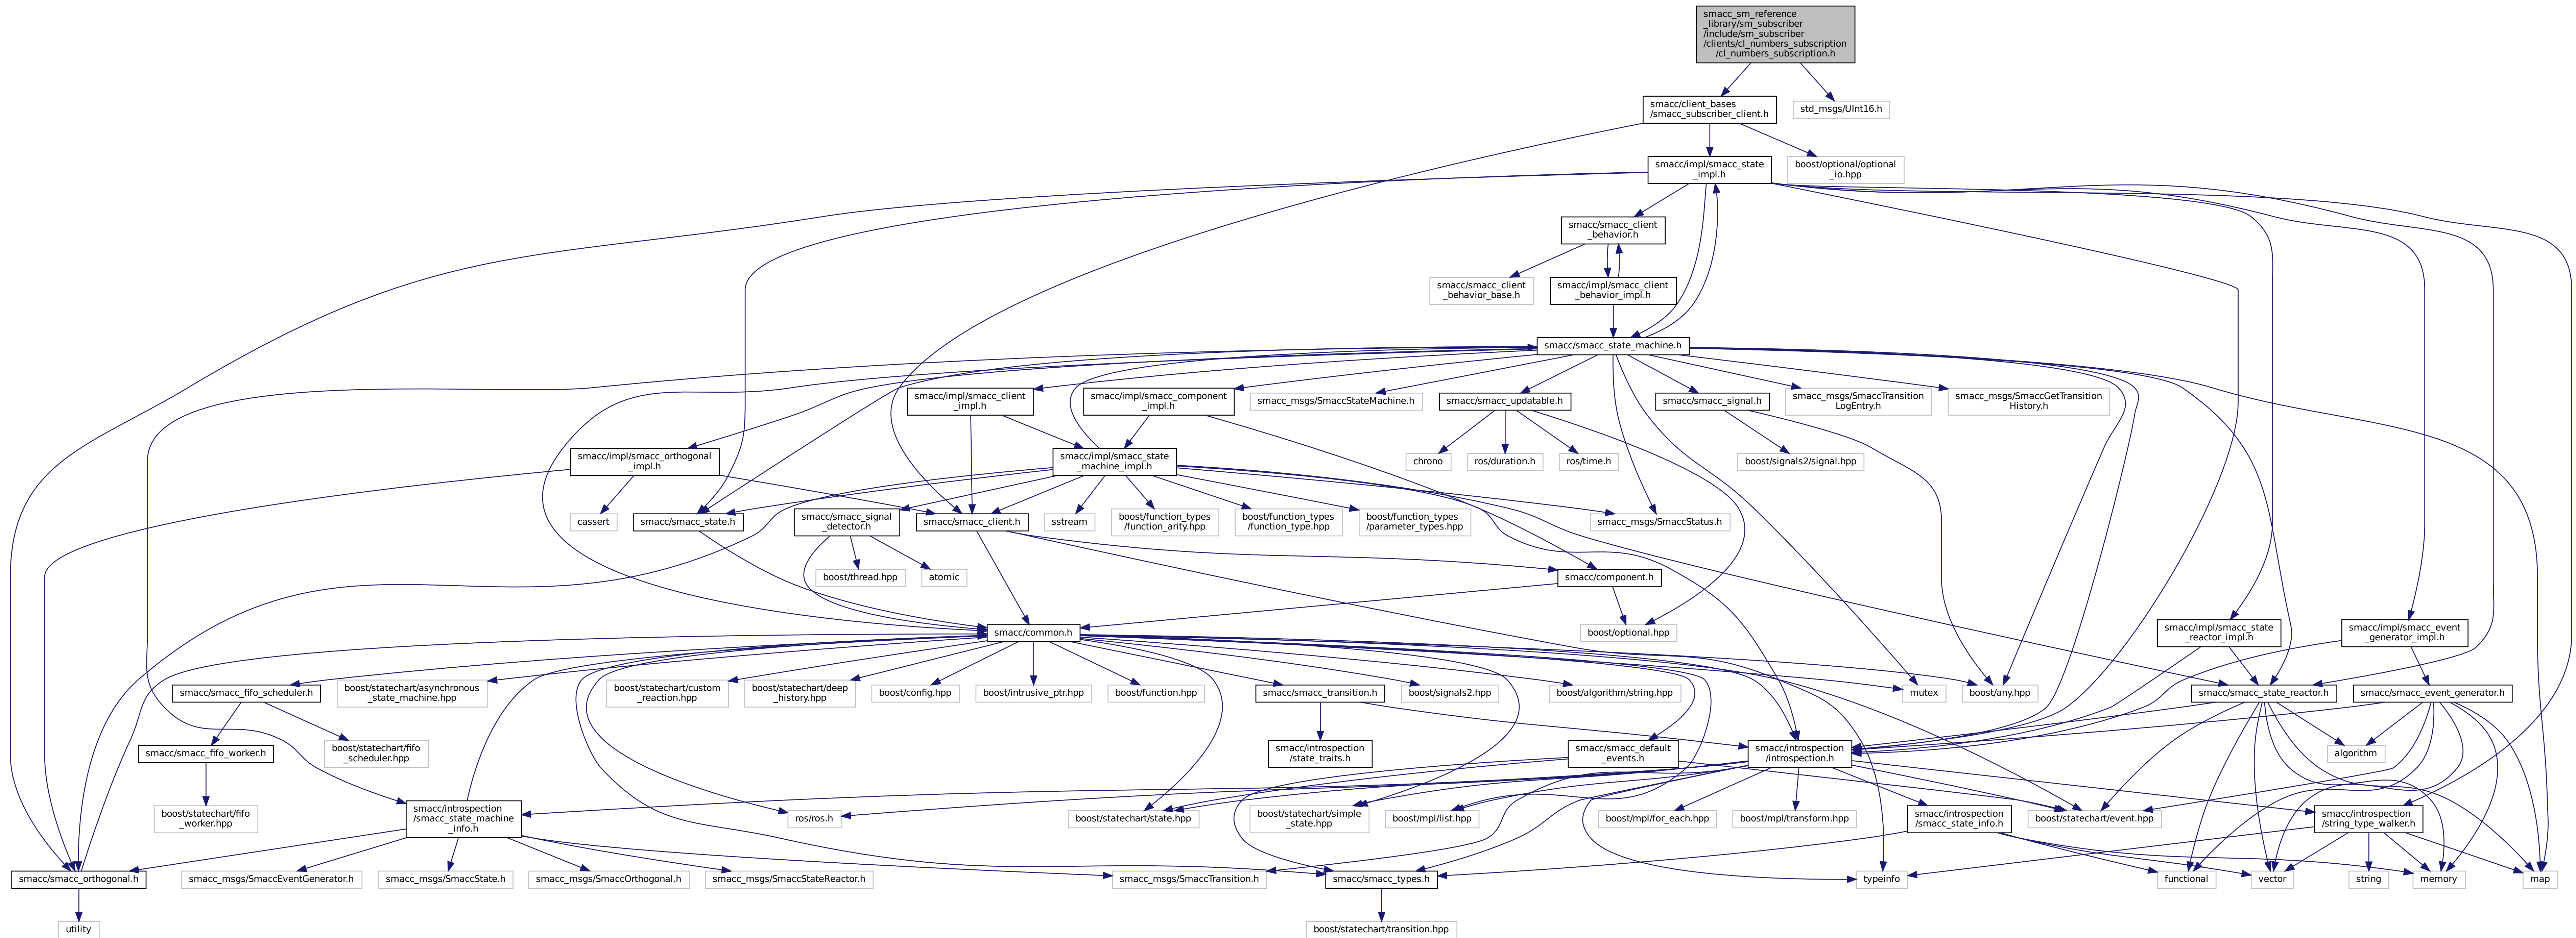 smacc_sm_reference
_library/sm_subscriber
/include/sm_subscriber
/clients/cl_numbers_subscription
/cl_numbers_subscription.h
smacc/client_bases
/smacc_subscriber_client.h
std_msgs/UInt16.h
smacc/impl/smacc_state
_impl.h
boost/optional/optional
_io.hpp
smacc/smacc_client
_behavior.h
smacc/smacc_client
_behavior_base.h
smacc/impl/smacc_client
_behavior_impl.h
smacc/smacc_state_machine.h
smacc/impl/smacc_client
_impl.h
smacc/impl/smacc_component
_impl.h
smacc_msgs/SmaccStateMachine.h
smacc/smacc_updatable.h
smacc/smacc_signal.h
smacc_msgs/SmaccTransition
LogEntry.h
smacc_msgs/SmaccGetTransition
History.h
smacc/impl/smacc_orthogonal
_impl.h
smacc/impl/smacc_state
_machine_impl.h
chrono
ros/duration.h
ros/time.h
boost/signals2/signal.hpp
cassert
smacc/smacc_state.h
smacc/smacc_signal
_detector.h
smacc/smacc_client.h
sstream
boost/function_types
/function_arity.hpp
boost/function_types
/function_type.hpp
boost/function_types
/parameter_types.hpp
smacc_msgs/SmaccStatus.h
boost/thread.hpp
atomic
smacc/component.h
smacc/common.h
boost/optional.hpp
smacc/impl/smacc_state
_reactor_impl.h
smacc/impl/smacc_event
_generator_impl.h
smacc/smacc_fifo_scheduler.h
boost/statechart/asynchronous
_state_machine.hpp
boost/statechart/custom
_reaction.hpp
boost/statechart/deep
_history.hpp
boost/config.hpp
boost/intrusive_ptr.hpp
boost/function.hpp
smacc/smacc_transition.h
boost/signals2.hpp
boost/algorithm/string.hpp
mutex
boost/any.hpp
smacc/smacc_state_reactor.h
smacc/smacc_event_generator.h
smacc/smacc_fifo_worker.h
boost/statechart/fifo
_scheduler.hpp
smacc/introspection
/state_traits.h
smacc/smacc_default
_events.h
smacc/introspection
/introspection.h
algorithm
boost/statechart/fifo
_worker.hpp
smacc/introspection
/smacc_state_machine
_info.h
ros/ros.h
boost/statechart/state.hpp
boost/statechart/simple
_state.hpp
boost/mpl/list.hpp
boost/mpl/for_each.hpp
boost/mpl/transform.hpp
smacc/introspection
/smacc_state_info.h
boost/statechart/event.hpp
smacc/introspection
/string_type_walker.h
smacc/smacc_orthogonal.h
smacc_msgs/SmaccEventGenerator.h
smacc_msgs/SmaccState.h
smacc_msgs/SmaccOrthogonal.h
smacc_msgs/SmaccStateReactor.h
smacc_msgs/SmaccTransition.h
smacc/smacc_types.h
typeinfo
functional
vector
string
memory
map
utility
boost/statechart/transition.hpp